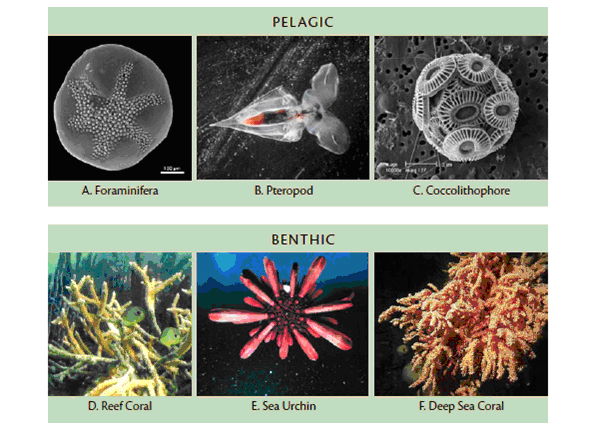 PELAGIC
A. Foraminifera
B. Pteropod
C. Coccolithophore
BENTHIC
D. Reef Coral
E. Sea Urchin
F. Deep Sea Coral